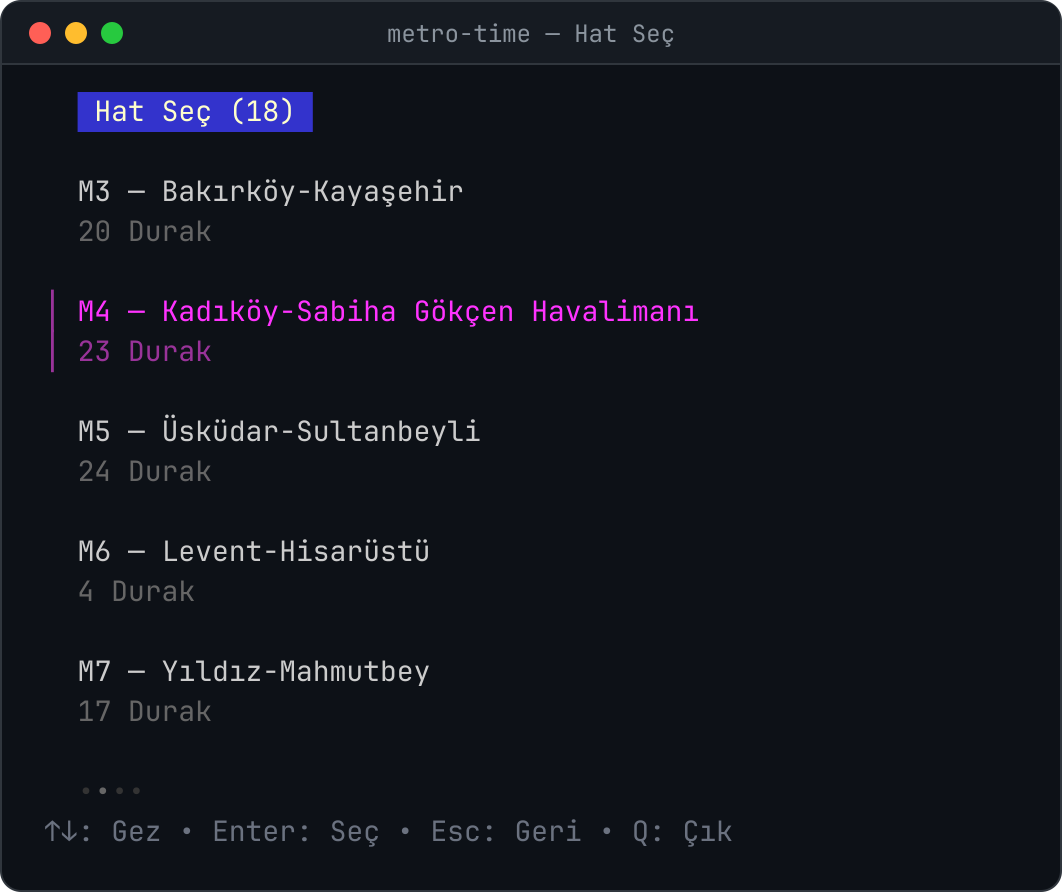 metro-time — Hat Seç
Hat Seç (18)
M3 — Bakırköy-Kayaşehir
20 Durak
M4 — Kadıköy-Sabiha Gökçen Havalimanı
23 Durak
M5 — Üsküdar-Sultanbeyli
24 Durak
M6 — Levent-Hisarüstü
4 Durak
M7 — Yıldız-Mahmutbey
17 Durak
••••
↑↓: Gez • Enter: Seç • Esc: Geri • Q: Çık